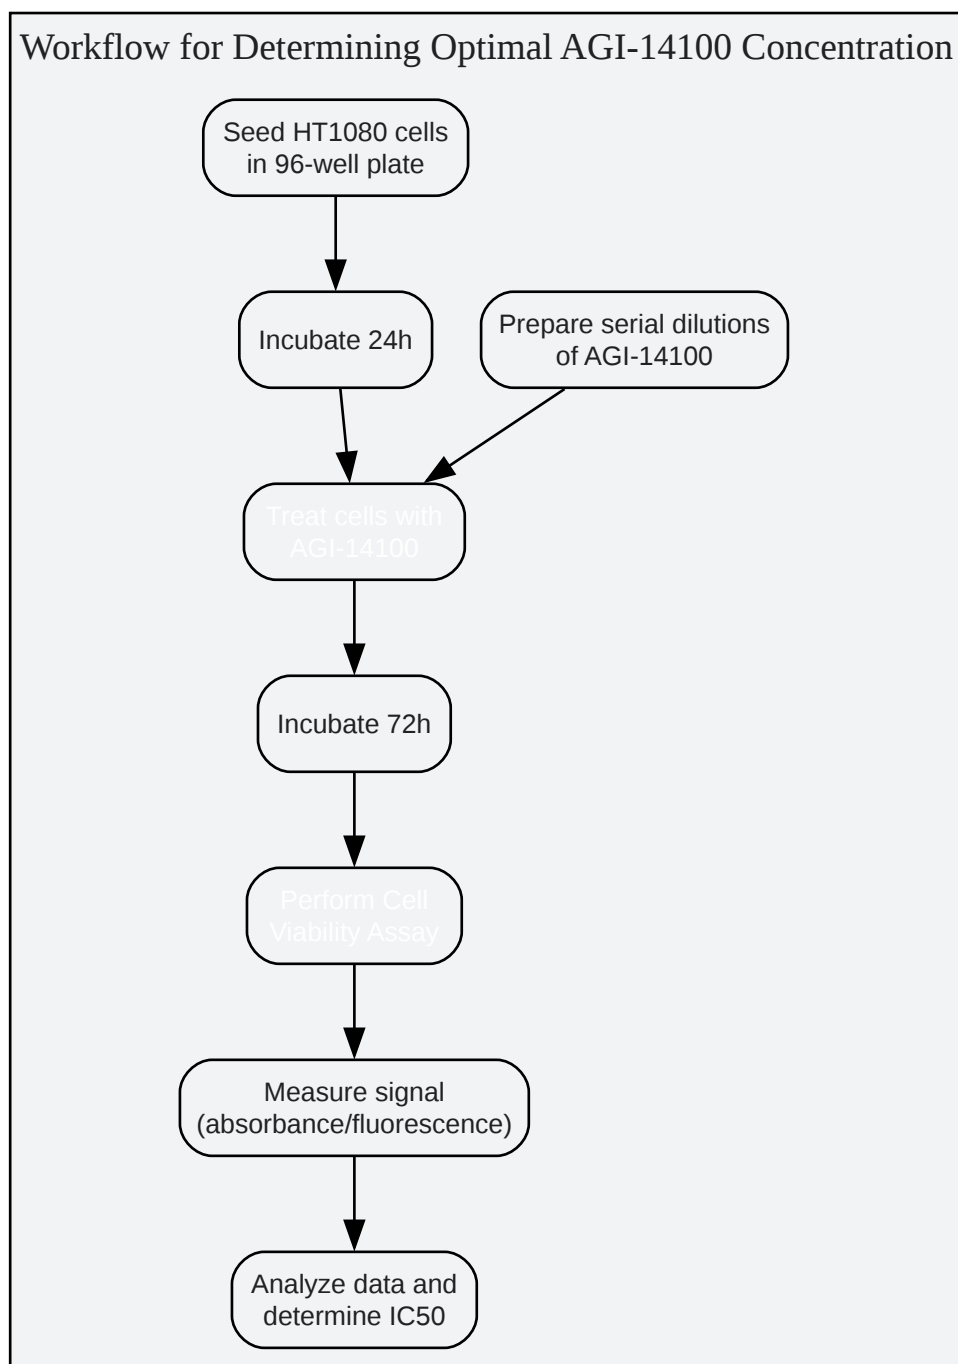 Workflow for Determining Optimal AGI-14100 Concentration
Seed HT1080 cells
in 96-well plate
Incubate 24h
Prepare serial dilutions
of AGI-14100
Treat cells with
AGI-14100
Incubate 72h
Perform Cell
Viability Assay
Measure signal
(absorbance/fluorescence)
Analyze data and
determine IC50